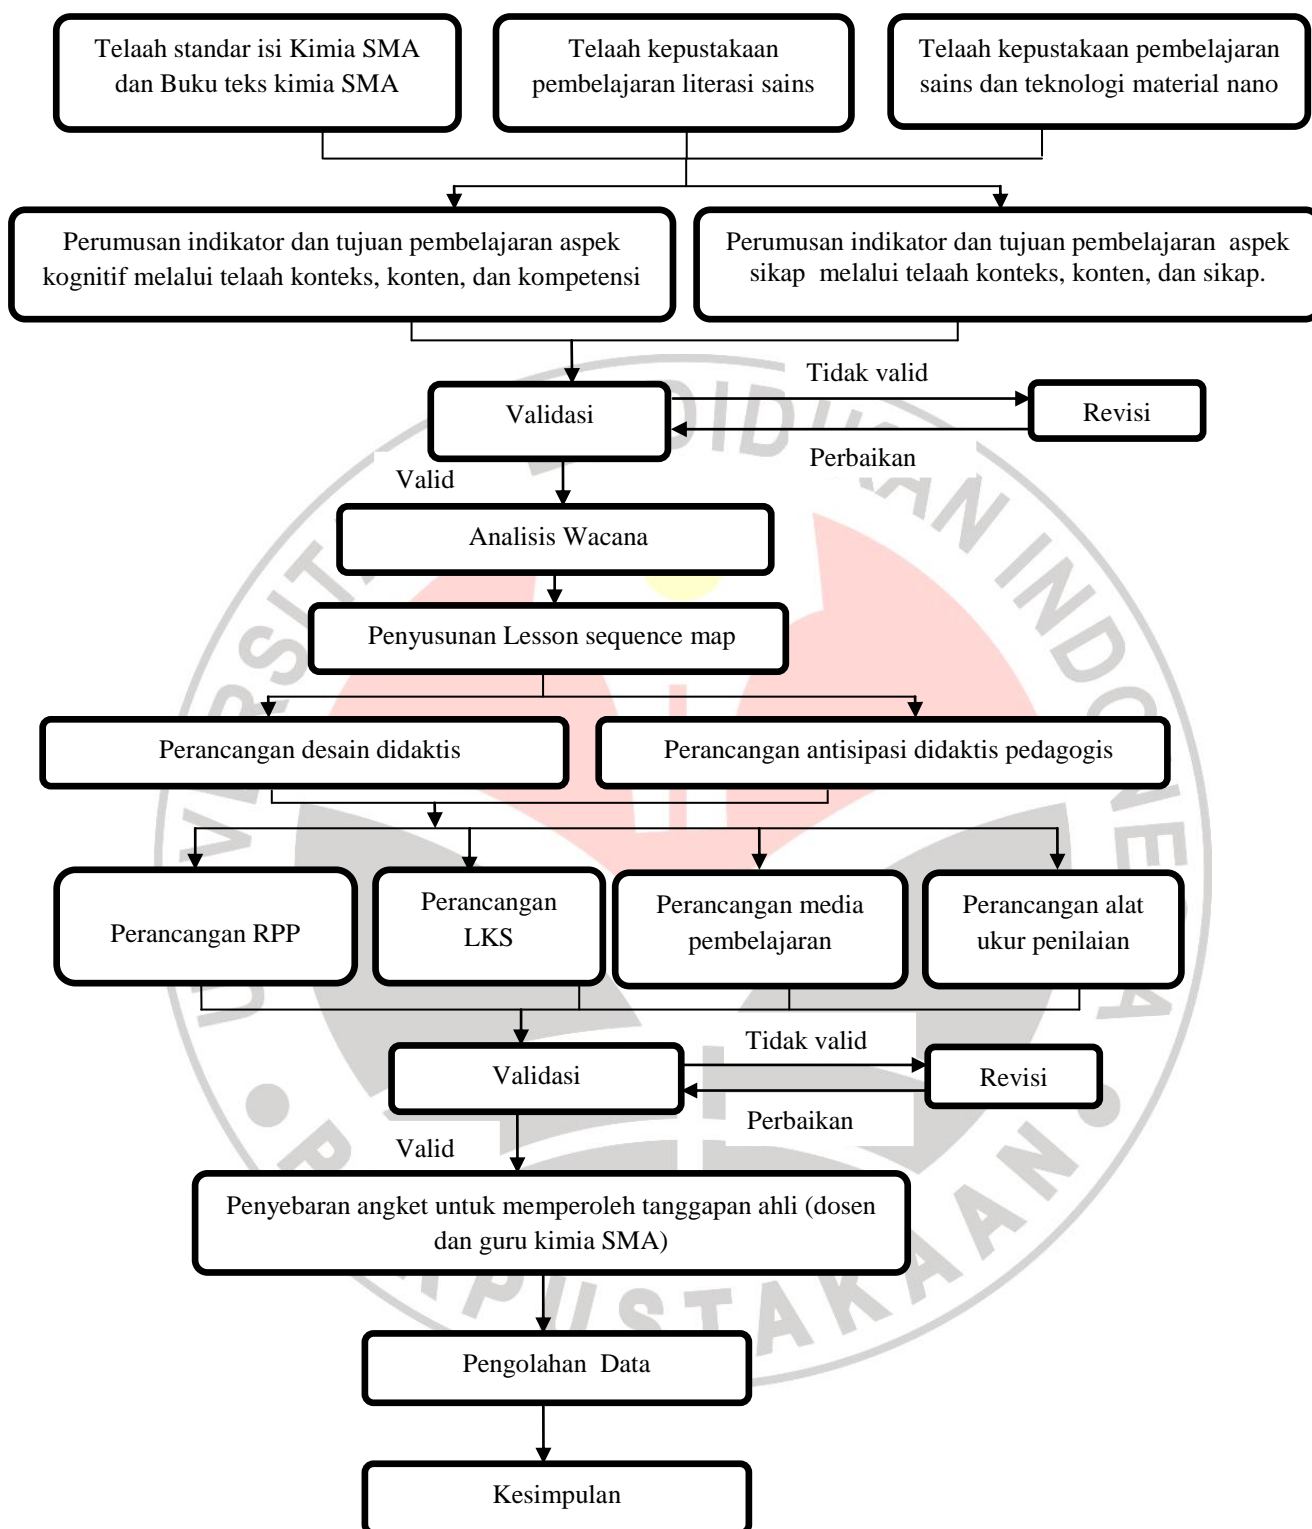 Telaah standar isi Kimia SMA
dan Buku teks kimia SMA
Telaah kepustakaan
pembelajaran literasi sains
Telaah kepustakaan pembelajaran
sains dan teknologi material nano
Perumusan indikator dan tujuan pembelajaran aspek
kognitif melalui telaah konteks, konten, dan kompetensi
Perumusan indikator dan tujuan pembelajaran aspek
sikap melalui telaah konteks, konten, dan sikap.
Validasi
Tidak valid
Revisi
Perbaikan
Valid
Analisis Wacana
Penyusunan Lesson sequence map
Perancangan desain didaktis
Perancangan antisipasi didaktis pedagogis
Perancangan RPP
Perancangan
LKS
Perancangan media
pembelajaran
Perancangan alat
ukur penilaian
Validasi
Tidak valid
Revisi
Perbaikan
Valid
Penyebaran angket untuk memperoleh tanggapan ahli (dosen
dan guru kimia SMA)
Pengolahan Data
Kesimpulan
INDONESIA